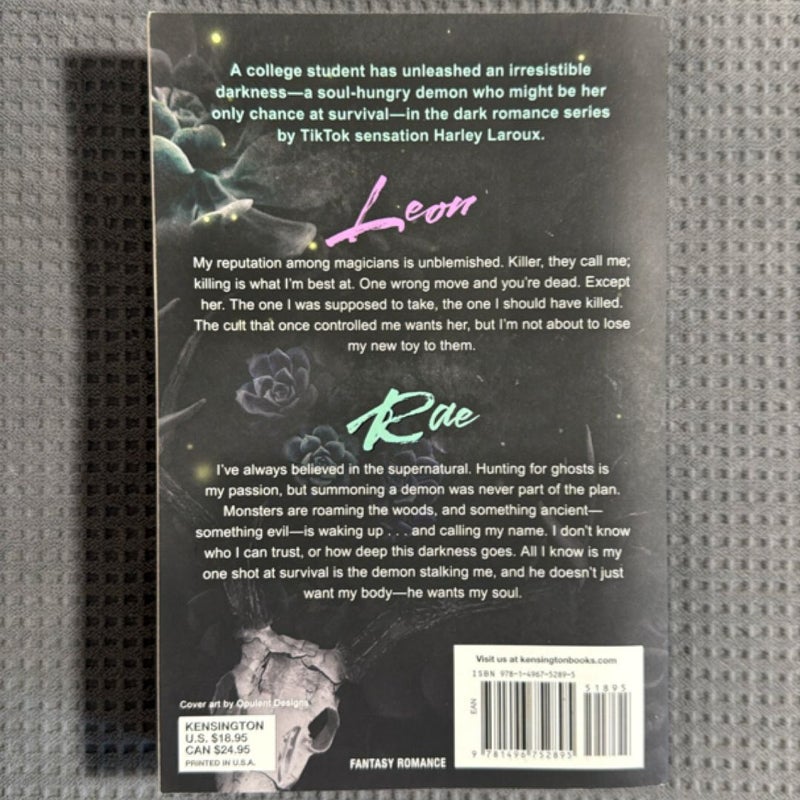 A college student has unleashed an irresistible
darkness—a soul-hungry demon who might be her
only chance at survival—in the dark romance series
by TikTok sensation Harley Laroux.
Leon
My reputation among magicians is unblemished. Killer, they call me;
killing is what I'm best at. One wrong move and you're dead. Except
her. The one I was supposed to take, the one I should have killed.
The cult that once controlled me wants her, but I'm not about to lose
my new toy to them.
Rae
I've always believed in the supernatural. Hunting for ghosts is
my passion, but summoning a demon was never part of the plan.
Monsters are roaming the woods, and something ancient—
something evil—is waking up . . . and calling my name. I don't know
who I can trust, or how deep this darkness goes. All I know is my
one shot at survival is the demon stalking me, and he doesn't just
want my body—he wants my soul.
Cover art by Opulent Designs
KENSINGTON
U.S. $18.95
CAN $24.95
PRINTED IN U.S.A.
FANTASY ROMANCE
Visit us at kensingtonbooks.com
ISBN 978-1-4967-5289-5
51895
EAN
9 781496 752895